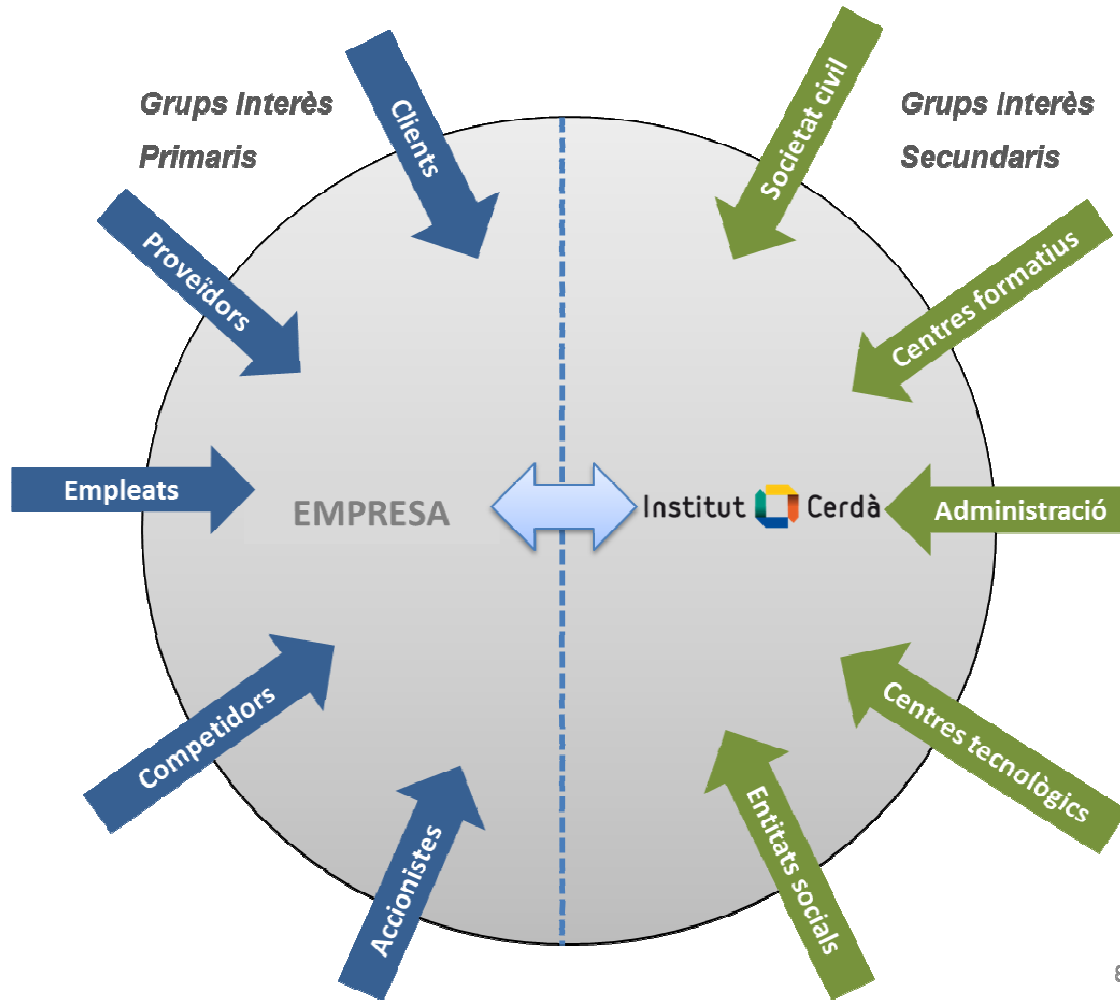 Grups Interès
Primaris
Clients
Proveïdors
Empleats
Competidors
Accionistes
EMPRESA
Institut Cerdà
Grups Interès
Secundaris
Societat civil
Centres formatius
Administració
Centres tecnològics
Entitats socials
8